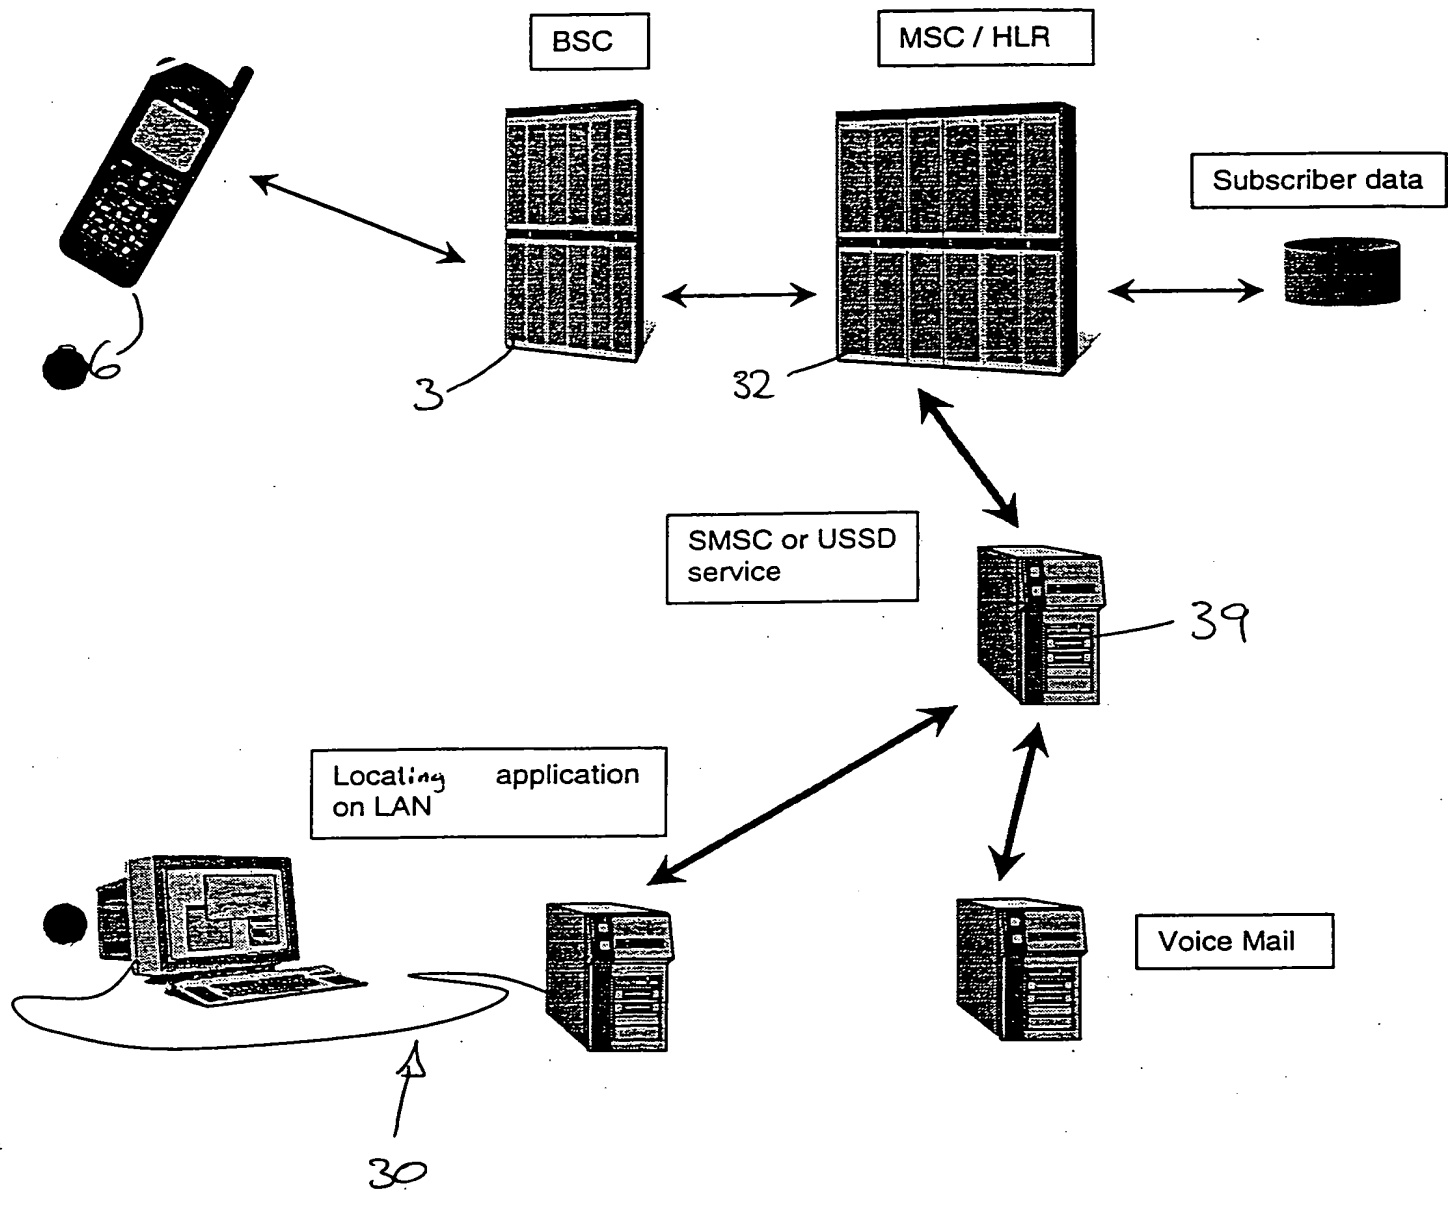 BSC
MSC / HLR
Subscriber data
6
3
32
SMSC or USSD
service
39
Locating application
on LAN
Voice Mail
30